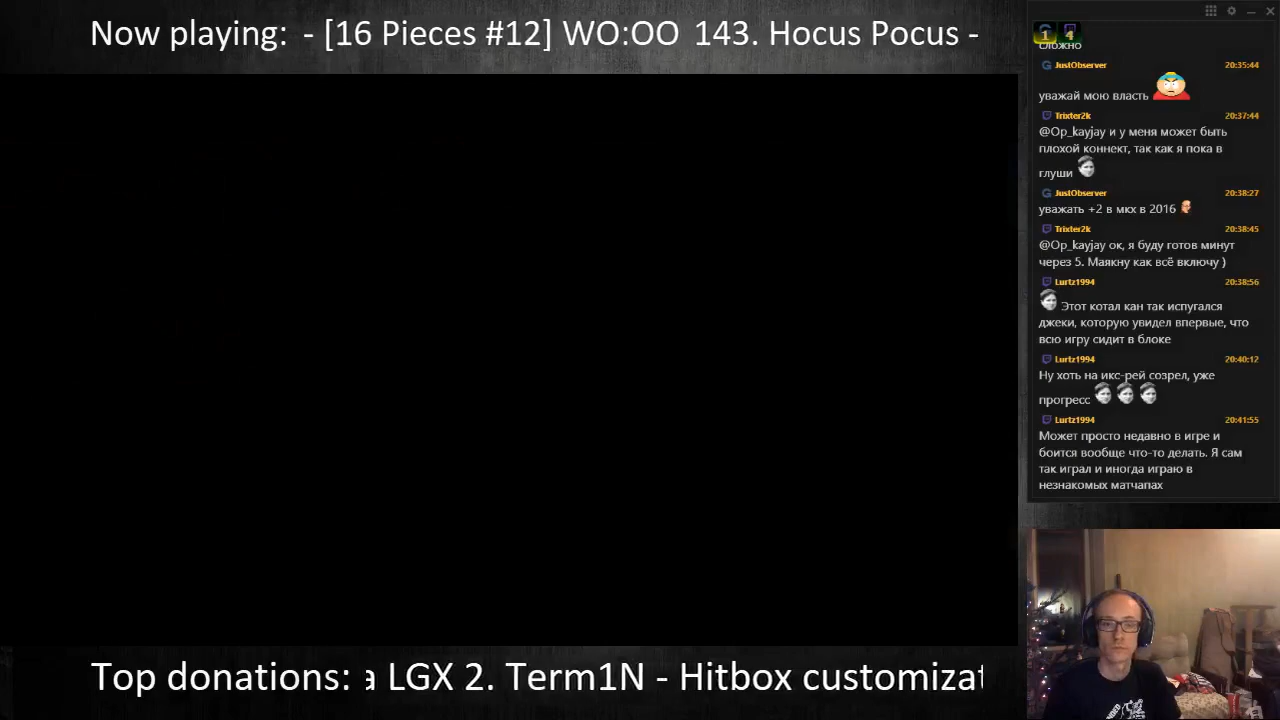 Now playing: - [16 Pieces #12] WO:OO 143. Hocus Pocus -
1 4
сложно
JustObserver 20:35:44
уважай мою власть
Trixter2k 20:37:44
@Op_kayjay и у меня может быть
плохой коннект, так как я пока в
глуши
JustObserver 20:38:27
уважать +2 в мкх в 2016
Trixter2k 20:38:45
@Op_kayjay ок, я буду готов минут
через 5. Маякну как всё включу )
Lurtz1994 20:38:56
Этот котал кан так испугался
джеки, которую увидел впервые, что
всю игру сидит в блоке
Lurtz1994 20:40:12
Ну хоть на икс-рей созрел, уже
прогресс
Lurtz1994 20:41:55
Может просто недавно в игре и
боится вообще что-то делать. Я сам
так играл и иногда играю в
незнакомых матчапах
Top donations: a LGX 2. Term1N - Hitbox customizat